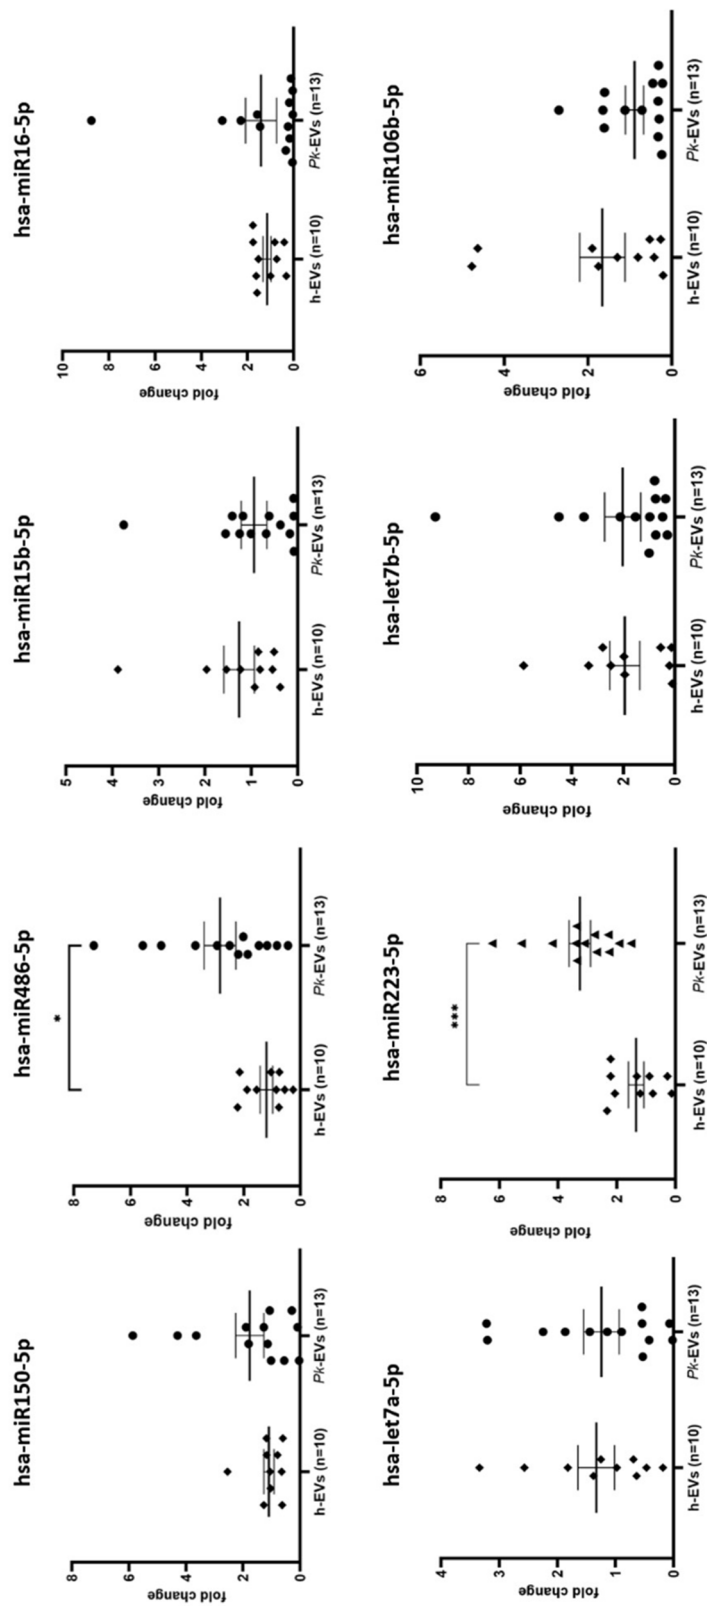 hsa-miR150-5p
fold change
8
6
4
2
0
h-EVs (n=10)
Pk-EVs (n=13)
hsa-miR486-5p
*
fold change
8
6
4
2
0
h-EVs (n=10)
Pk-EVs (n=13)
hsa-miR15b-5p
fold change
5
4
3
2
1
0
h-EVs (n=10)
Pk-EVs (n=13)
hsa-miR16-5p
fold change
10
8
6
4
2
0
h-EVs (n=10)
Pk-EVs (n=13)
hsa-let7a-5p
fold change
4
3
2
1
0
h-EVs (n=10)
Pk-EVs (n=13)
hsa-miR223-5p
***
fold change
8
6
4
2
0
h-EVs (n=10)
Pk-EVs (n=13)
hsa-let7b-5p
fold change
10
8
6
4
2
0
h-EVs (n=10)
Pk-EVs (n=13)
hsa-miR106b-5p
fold change
6
4
2
0
h-EVs (n=10)
Pk-EVs (n=13)